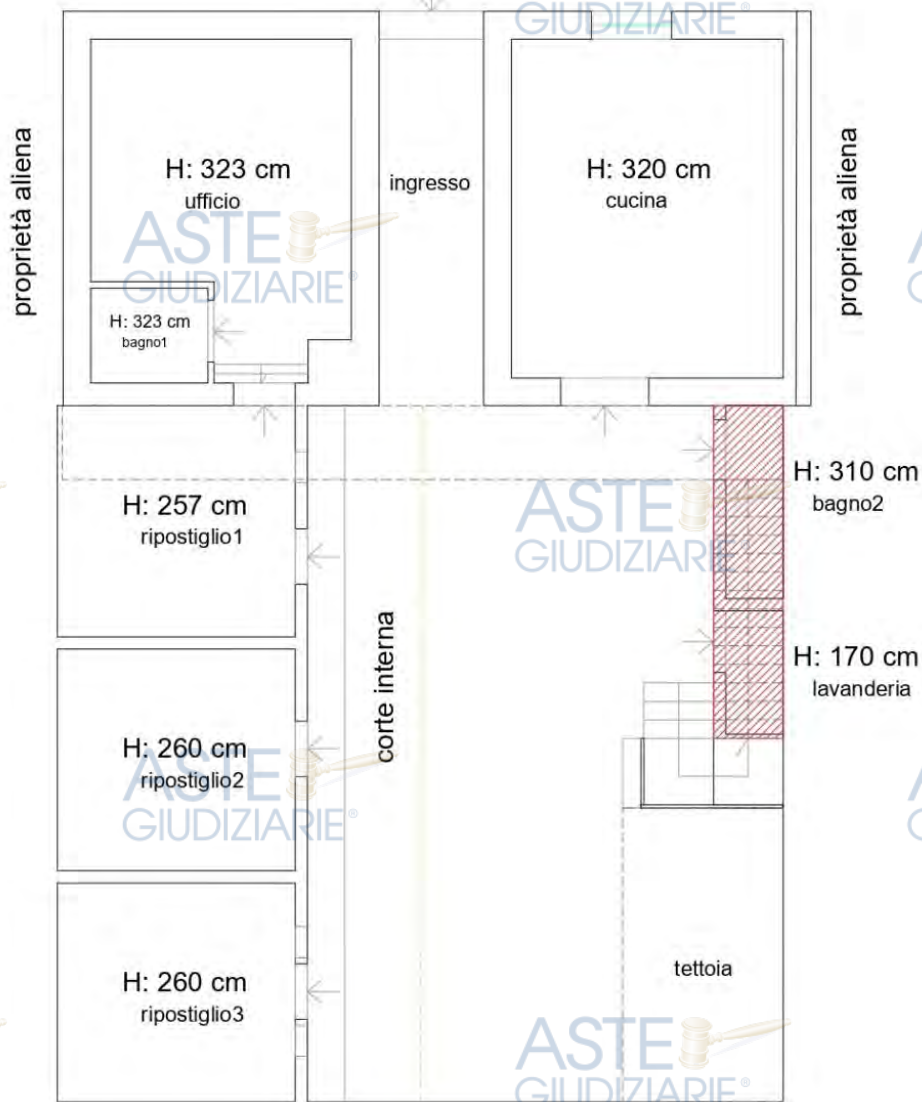 ASTE
GIUDIZIARIE®
proprietà aliena
H: 323 cm
ufficio
ingresso
H: 320 cm
cucina
proprietà aliena
ASTE
GIUDIZIARIE®
H: 323 cm
bagno1
H: 257 cm
ripostiglio1
ASTE
GIUDIZIARIE
H: 310 cm
bagno2
corte interna
H: 170 cm
lavanderia
H: 260 cm
ripostiglio2
ASTE
GIUDIZIARIE®
H: 260 cm
ripostiglio3
tettoia
ASTE
GIUDIZIARIE®